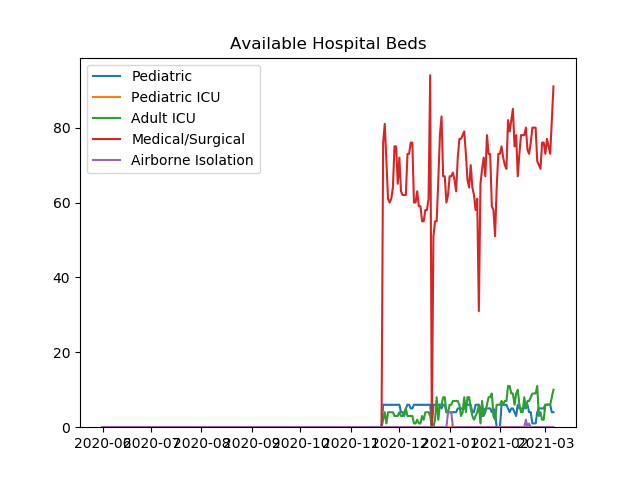 Available Hospital Beds
Pediatric
Pediatric ICU
Adult ICU
Medical/Surgical
Airborne Isolation
80
60
40
20
0
2020-06 2020-07 2020-08 2020-09 2020-10 2020-11 2020-12 2021-01 2021-02 2021-03